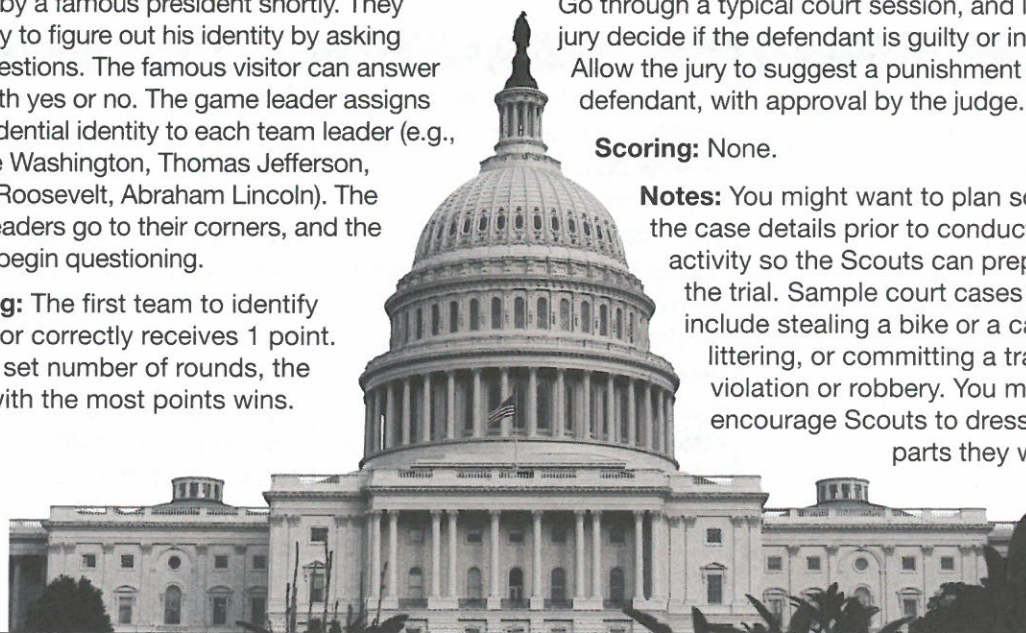 by a famous president shortly. They
y to figure out his identity by asking
estions. The famous visitor can answer
th yes or no. The game leader assigns
dential identity to each team leader (e.g.,
e Washington, Thomas Jefferson,
Roosevelt, Abraham Lincoln). The
eaders go to their corners, and the
begin questioning.
g: The first team to identify
or correctly receives 1 point.
set number of rounds, the
with the most points wins.
Go through a typical court session, and l
jury decide if the defendant is guilty or in
Allow the jury to suggest a punishment
defendant, with approval by the judge.
Scoring: None.
Notes: You might want to plan so
the case details prior to conduct
activity so the Scouts can prep
the trial. Sample court cases
include stealing a bike or a ca
littering, or committing a tra
violation or robbery. You m
encourage Scouts to dress
parts they w